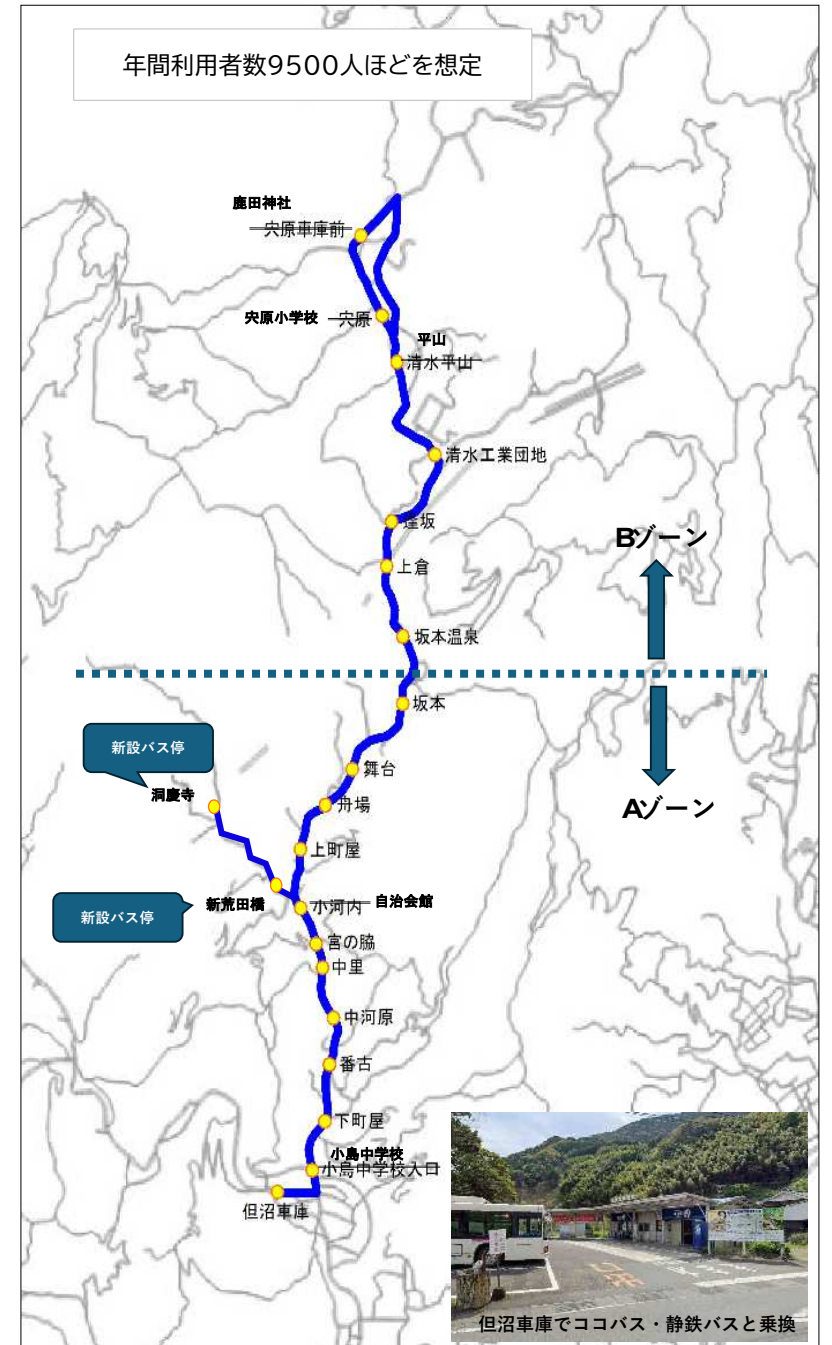 年間利用者数9500人ほどを想定
鹿田神社
宍原車庫前
宍原小学校 宍原
平山
清水平山
清水工業団地
逢坂
Bゾーン
上倉
坂本温泉
坂本
新設バス停
舞台
洞慶寺
舟場
Aゾーン
上町屋
新設バス停
新荒田橋
小河内 自治会館
宮の脇
中里
中河原
番古
下町屋
小島中学校
小島中学校入口
但沼車庫
但沼車庫でココバス・静鉄バスと乗換